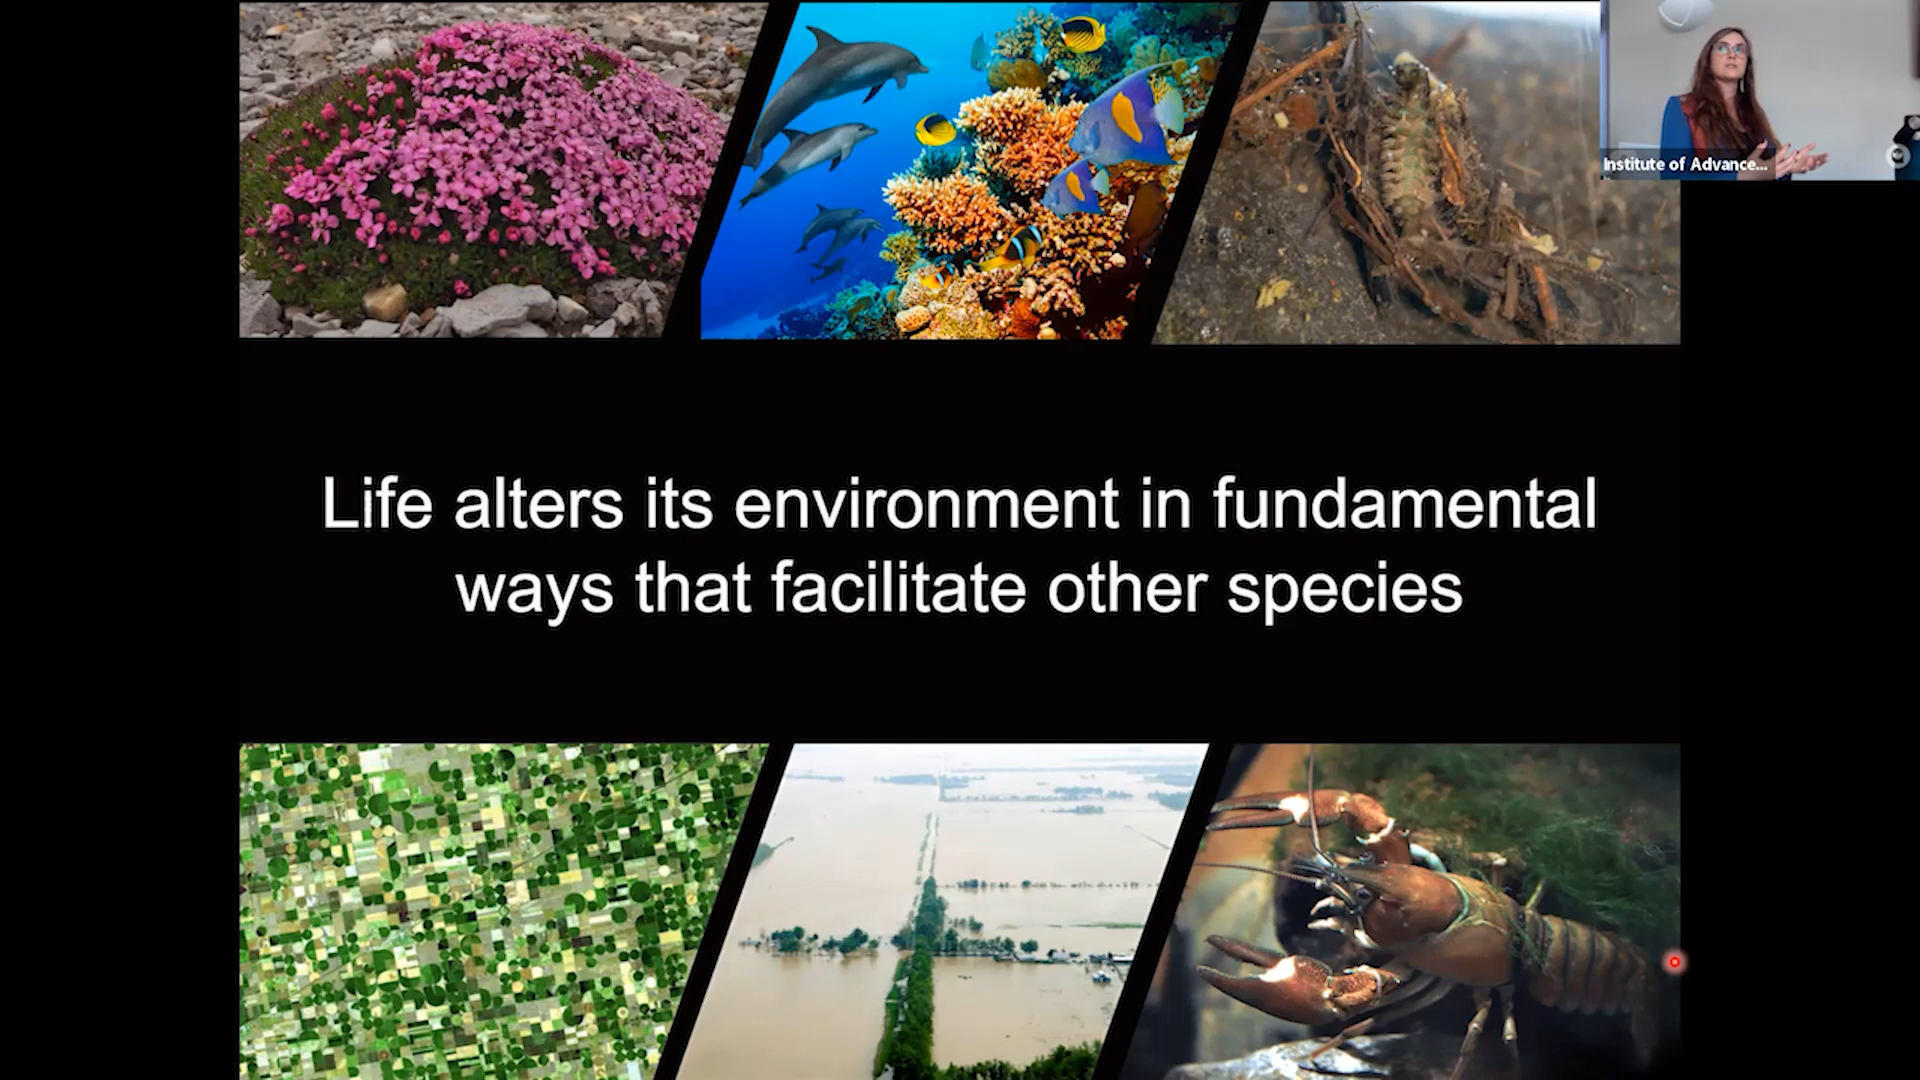 Institute of Advance...
Life alters its environment in fundamental
ways that facilitate other species